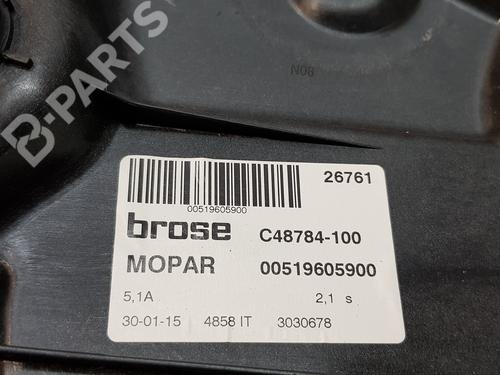 B-PARTS
N08
26761
00519605900
brose C48784-100
MOPAR 00519605900
5,1A 2,1 s
30-01-15 4858 IT 3030678